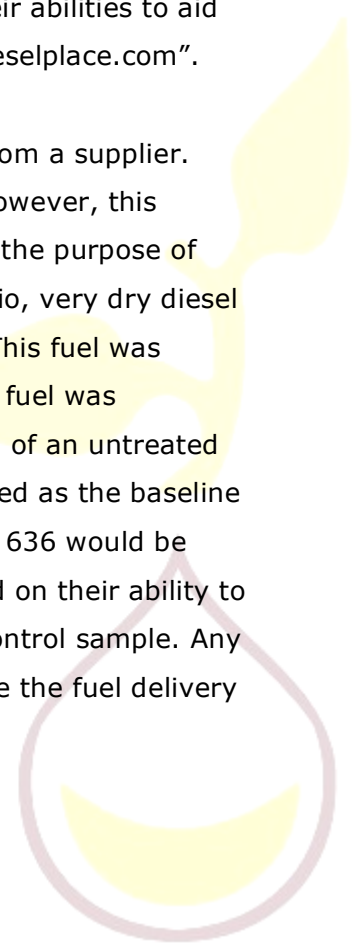 eir abilities to aid
eselplace.com”.
om a supplier.
owever, this
the purpose of
io, very dry diesel
This fuel was
fuel was
of an untreated
ed as the baseline
636 would be
d on their ability to
ontrol sample. Any
e the fuel delivery